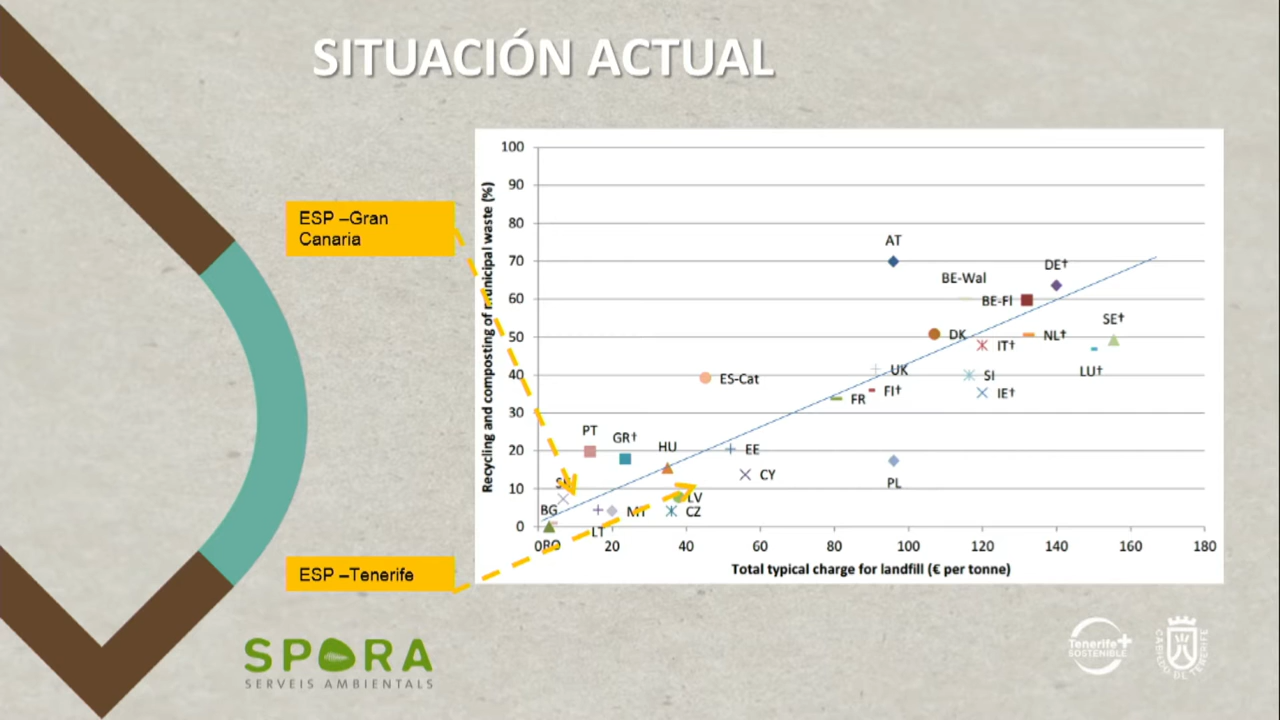 SITUACIÓN ACTUAL
ESP –Gran
Canaria
ESP –Tenerife
Recycling and composting of municipal waste (%)
100
90
80
70
60
50
40
30
20
10
0
AT
DE†
BE-Wal
BE-Fl
SE†
DK
NL†
IT†
LU†
UK
SI
ES-Cat
FI†
IE†
FR
PT
GR†
HU
EE
CY
PL
LV
BG
MT
CZ
LT
0RO 20 40 60 80 100 120 140 160 180
Total typical charge for landfill (€ per tonne)
SPORA
SERVEIS AMBIENTALS
Tenerife+
SOSTENIBLE
CABILDO DE TENERIFE